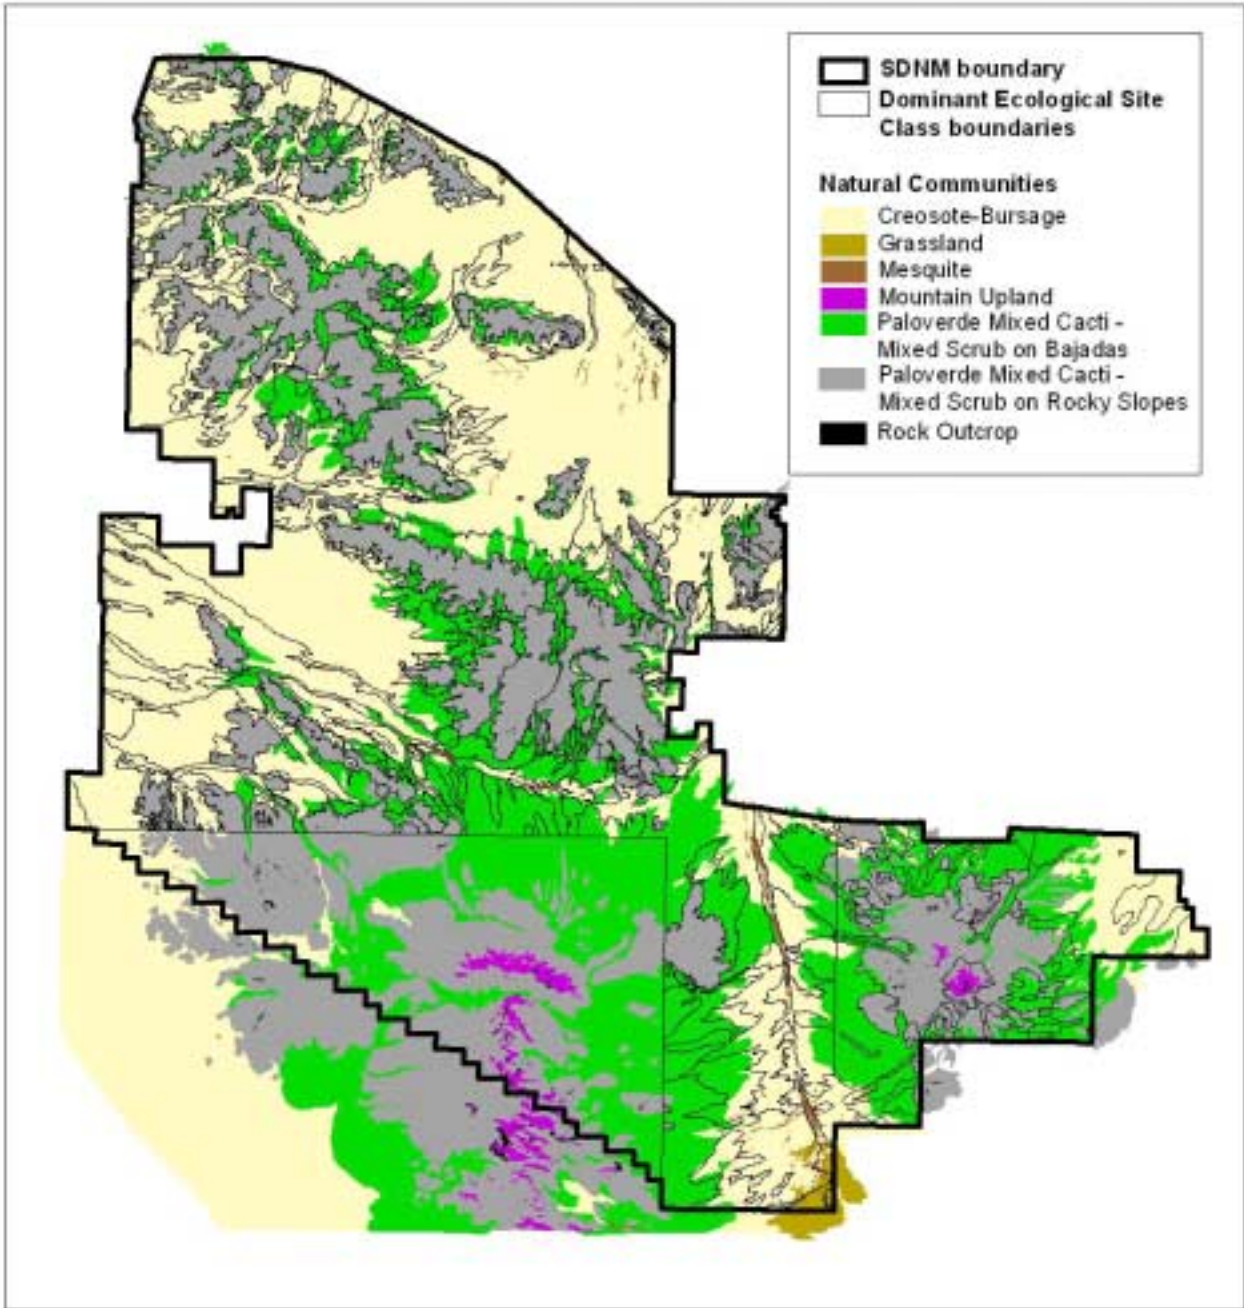 SDNM boundary
Dominant Ecological Site
Class boundaries
Natural Communities
Creosote-Bursage
Grassland
Mesquite
Mountain Upland
Paloverde Mixed Cacti -
Mixed Scrub on Bajadas
Paloverde Mixed Cacti -
Mixed Scrub on Rocky Slopes
Rock Outcrop